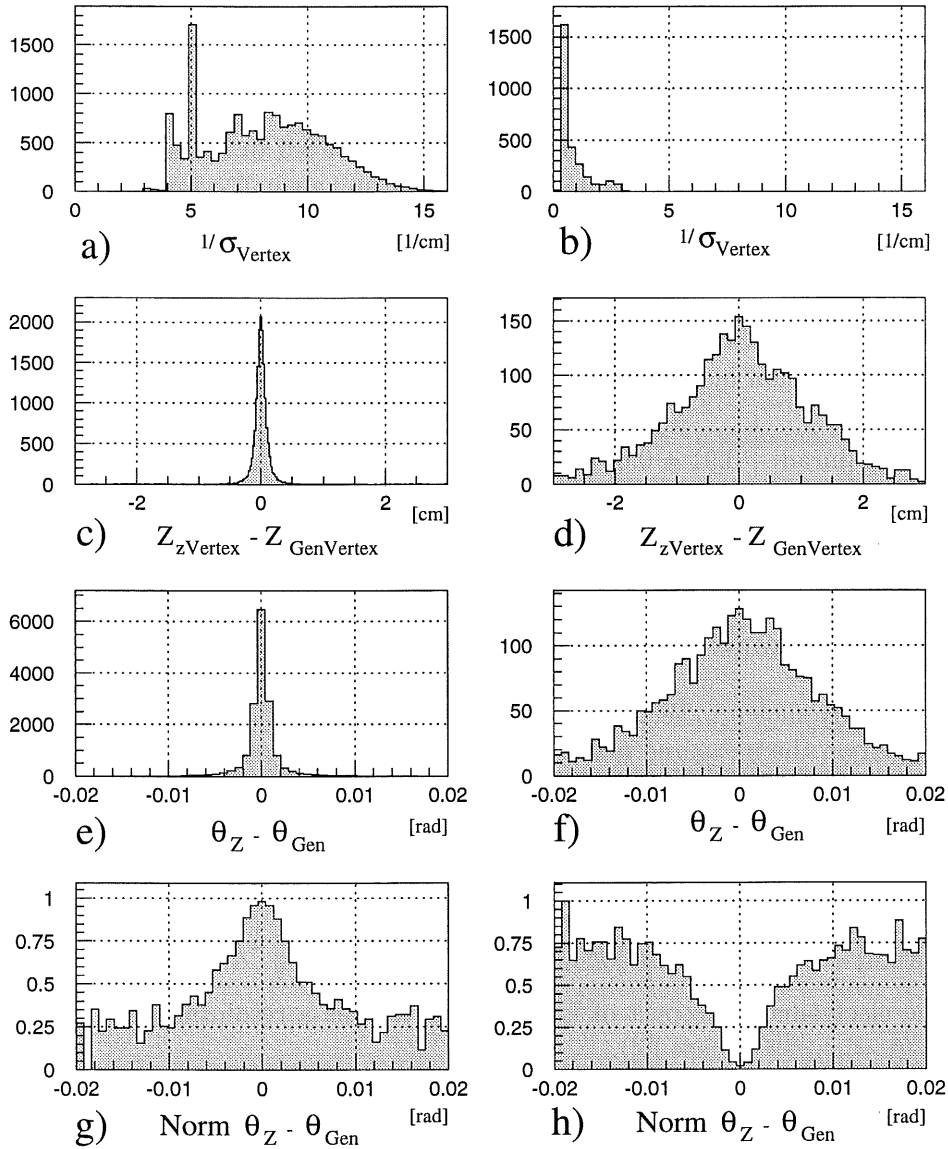 1500
1000
500
0
0 5 10 15
a) 1/σVertex [1/cm]
1500
1000
500
0
0 5 10 15
b) 1/σVertex [1/cm]
2000
1500
1000
500
0
-2 0 2
[cm]
c) ZzVertex - ZGenVertex
150
100
50
0
-2 0 2
[cm]
d) ZzVertex - ZGenVertex
6000
4000
2000
0
-0.02 -0.01 0 0.01 0.02
e) θZ - θGen [rad]
100
50
0
-0.02 -0.01 0 0.01 0.02
f) θZ - θGen [rad]
1
0.75
0.5
0.25
0
-0.02 -0.01 0 0.01 0.02
g) Norm θZ - θGen [rad]
1
0.75
0.5
0.25
0
-0.02 -0.01 0 0.01 0.02
h) Norm θZ - θGen [rad]